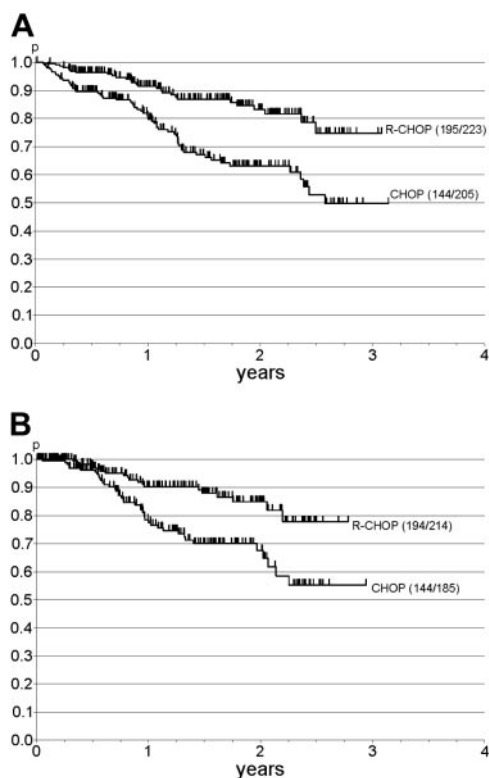 A
p
1.0
0.9
0.8
R-CHOP (195/223)
0.7
0.6
CHOP (144/205)
0.5
0.4
0.3
0.2
0.1
0.0
0 1 2 3 4
years
B
p
1.0
0.9
0.8
R-CHOP (194/214)
0.7
0.6
CHOP (144/185)
0.5
0.4
0.3
0.2
0.1
0.0
0 1 2 3 4
years